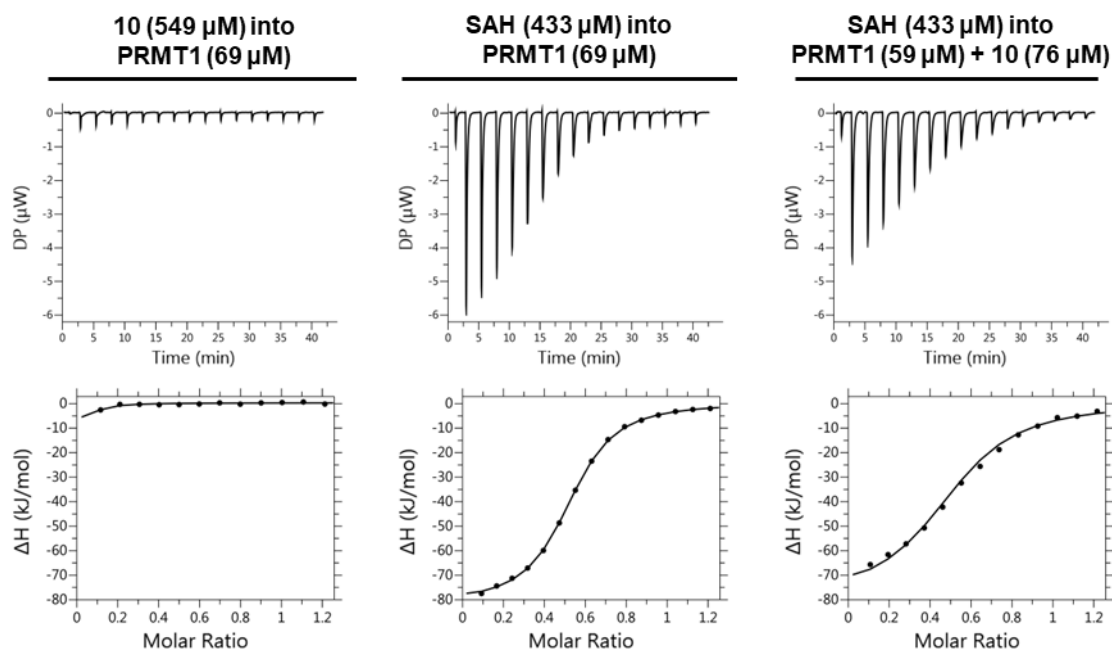 10 (549 µM) into
PRMT1 (69 µM)
SAH (433 µM) into
PRMT1 (69 µM)
SAH (433 µM) into
PRMT1 (59 µM) + 10 (76 µM)
0
-1
-2
-3
-4
-5
-6
DP (µW)
0 5 10 15 20 25 30 35 40
Time (min)
0
-1
-2
-3
-4
-5
-6
DP (µW)
0 5 10 15 20 25 30 35 40
Time (min)
0
-1
-2
-3
-4
-5
-6
DP (µW)
0 5 10 15 20 25 30 35 40
Time (min)
0
-10
-20
-30
-40
-50
-60
-70
-80
ΔH (kJ/mol)
0 0.2 0.4 0.6 0.8 1.0 1.2
Molar Ratio
0
-10
-20
-30
-40
-50
-60
-70
-80
ΔH (kJ/mol)
0 0.2 0.4 0.6 0.8 1.0 1.2
Molar Ratio
0
-10
-20
-30
-40
-50
-60
-70
-80
ΔH (kJ/mol)
0 0.2 0.4 0.6 0.8 1.0 1.2
Molar Ratio